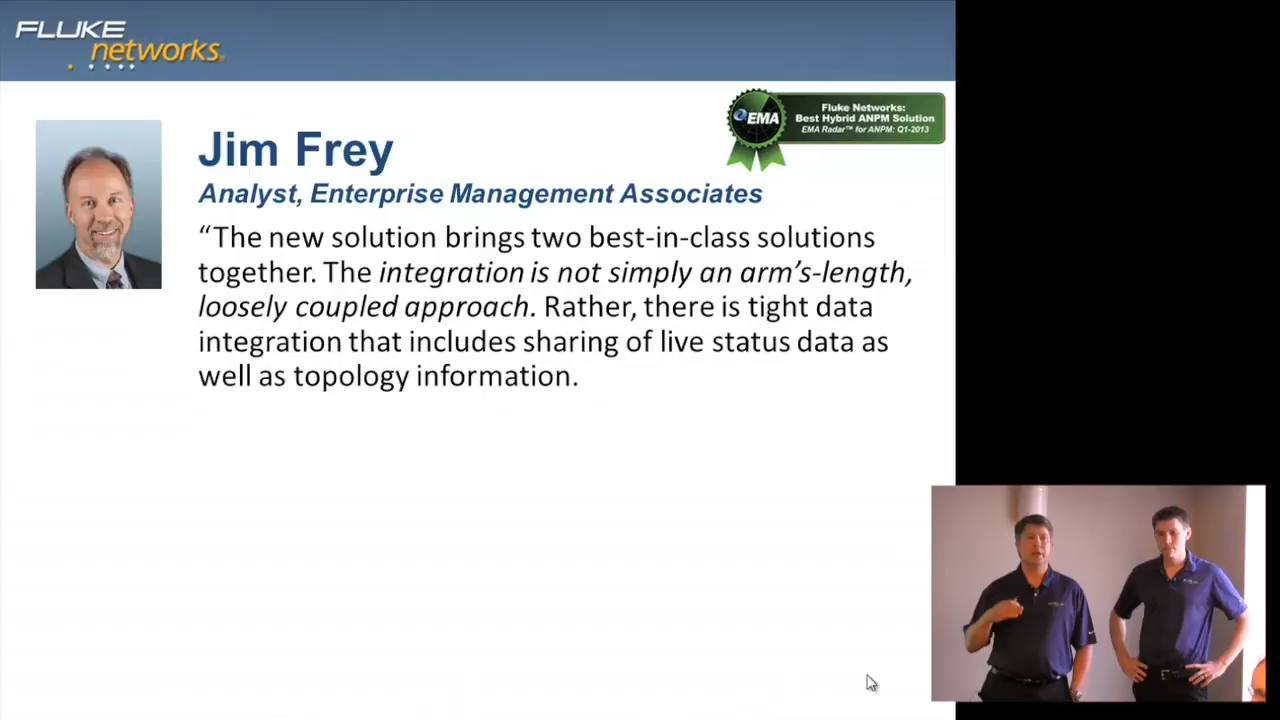 FLUKE
networks®
EMA
Fluke Networks:
Best Hybrid ANPM Solution
EMA Radar™ for ANPM: Q1-2013
Jim Frey
Analyst, Enterprise Management Associates
“The new solution brings two best-in-class solutions
together. The integration is not simply an arm’s-length,
loosely coupled approach. Rather, there is tight data
integration that includes sharing of live status data as
well as topology information.